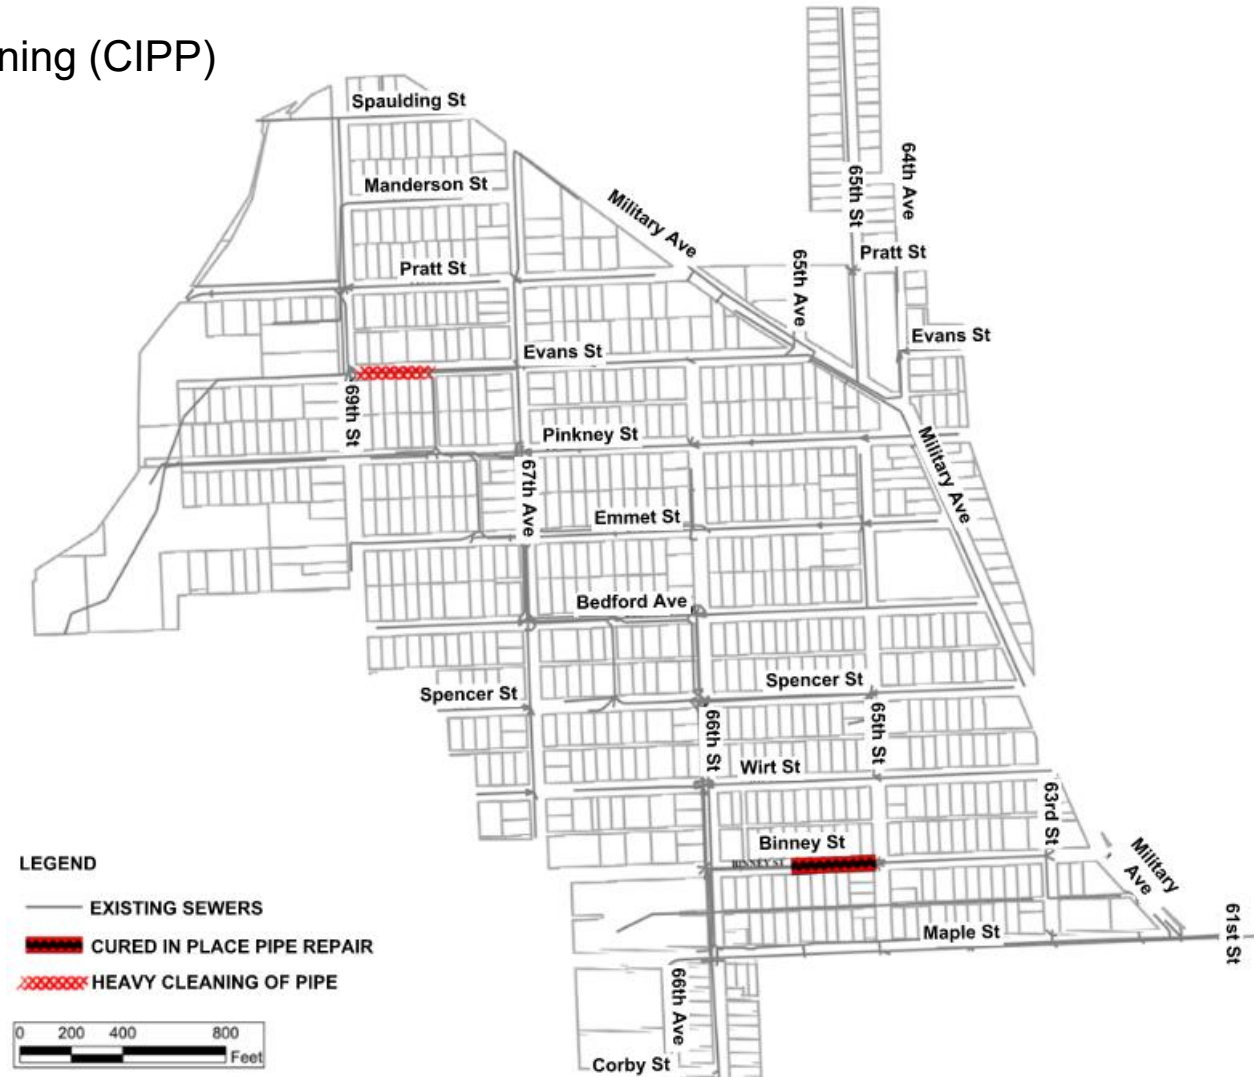 ning (CIPP)
Spaulding St
Manderson St
Military Ave
65th St
64th Ave
Pratt St
Pratt St
65th Ave
Evans St
Evans St
69th St
Pinkney St
Military Ave
67th Ave
Emmet St
Bedford Ave
Spencer St
Spencer St
66th St
65th St
Wirt St
63rd St
Binney St
BINNEY ST
Military
Ave
Maple St
61st St
66th Ave
Corby St
LEGEND
EXISTING SEWERS
CURED IN PLACE PIPE REPAIR
HEAVY CLEANING OF PIPE
0 200 400 800
Feet